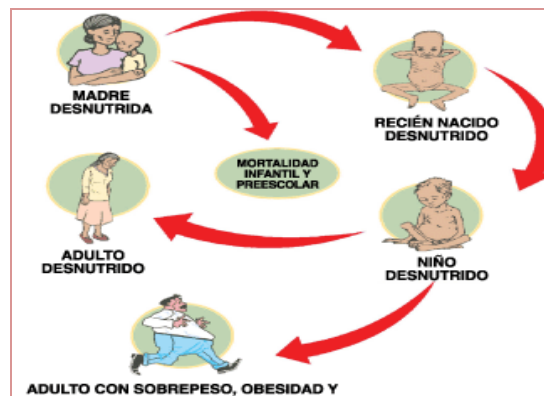 MADRE
DESNUTRIDA
RECIÉN NACIDO
DESNUTRIDO
MORTALIDAD
INFANTIL Y
PREESCOLAR
ADULTO
DESNUTRIDO
NIÑO
DESNUTRIDO
ADULTO CON SOBREPESO, OBESIDAD Y